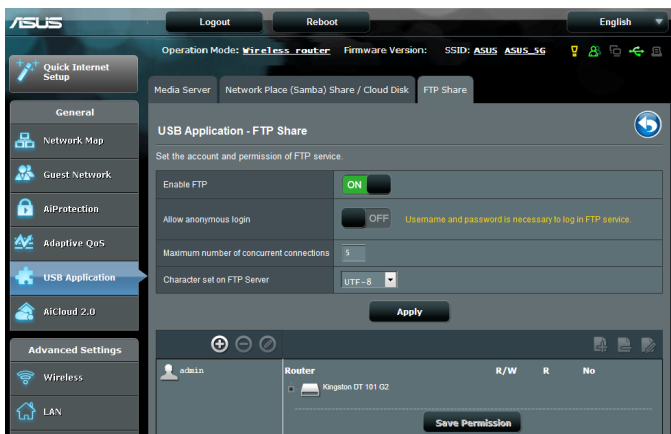 ASUS
Logout
Reboot
English
Operation Mode: Wireless router Firmware Version: SSID: ASUS ASUS_5G
Quick Internet
Setup
General
Network Map
Guest Network
AiProtection
Adaptive QoS
USB Application
AiCloud 2.0
Advanced Settings
Wireless
LAN
Media Server
Network Place (Samba) Share / Cloud Disk
FTP Share
USB Application - FTP Share
Set the account and permission of FTP service.
Enable FTP
ON
Allow anonymous login
OFF
Username and password is necessary to log in FTP service.
Maximum number of concurrent connections
5
Character set on FTP Server
UTF-8
Apply
admin
Router
R/W
R
No
Kingston DT 101 G2
Save Permission